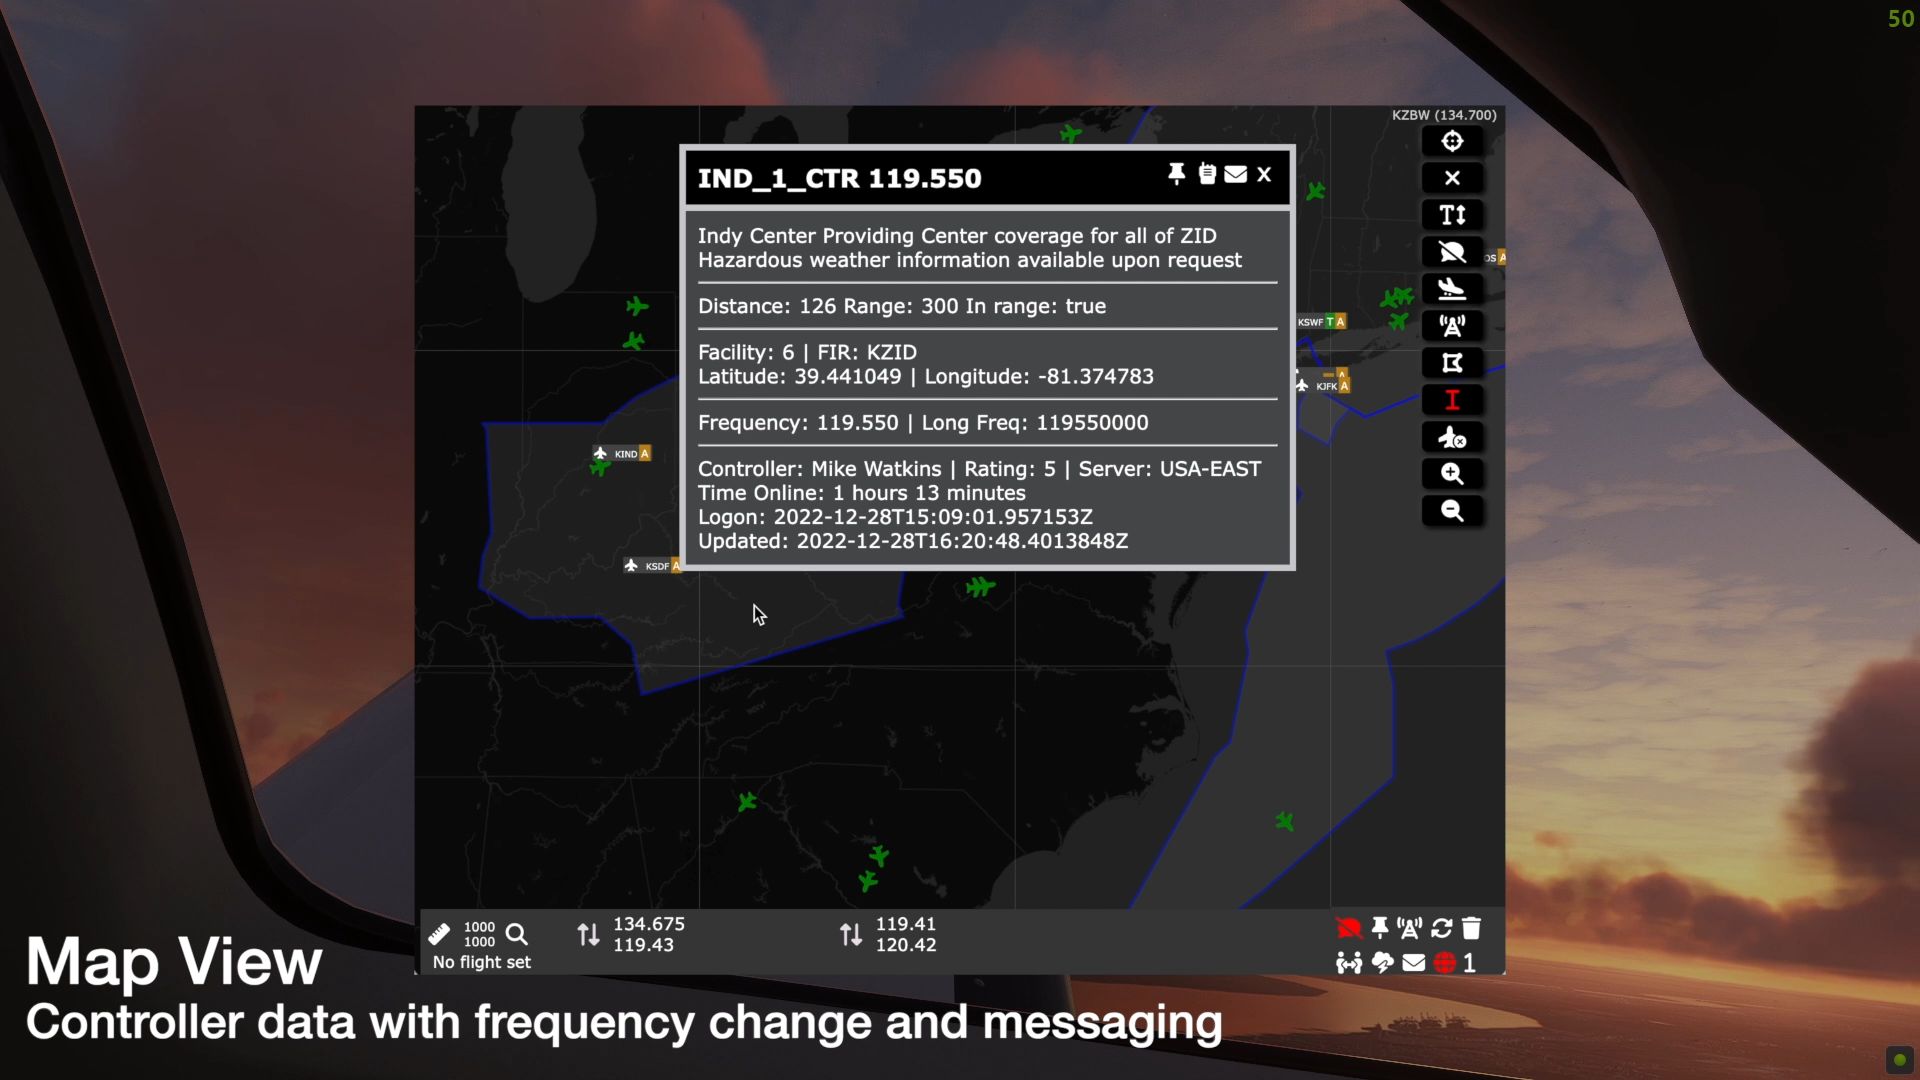 50
KZBW (134.700)
IND_1_CTR 119.550
X
Indy Center Providing Center coverage for all of ZID
Hazardous weather information available upon request
Distance: 126 Range: 300 In range: true
Facility: 6 | FIR: KZID
Latitude: 39.441049 | Longitude: -81.374783
Frequency: 119.550 | Long Freq: 119550000
Controller: Mike Watkins | Rating: 5 | Server: USA-EAST
Time Online: 1 hours 13 minutes
Logon: 2022-12-28T15:09:01.957153Z
Updated: 2022-12-28T16:20:48.4013848Z
T
OS A
KSWF T A
A
KJFK A
I
KIND A
KSDF A
1000
1000
No flight set
134.675
119.43
119.41
120.42
1
Map View
Controller data with frequency change and messaging